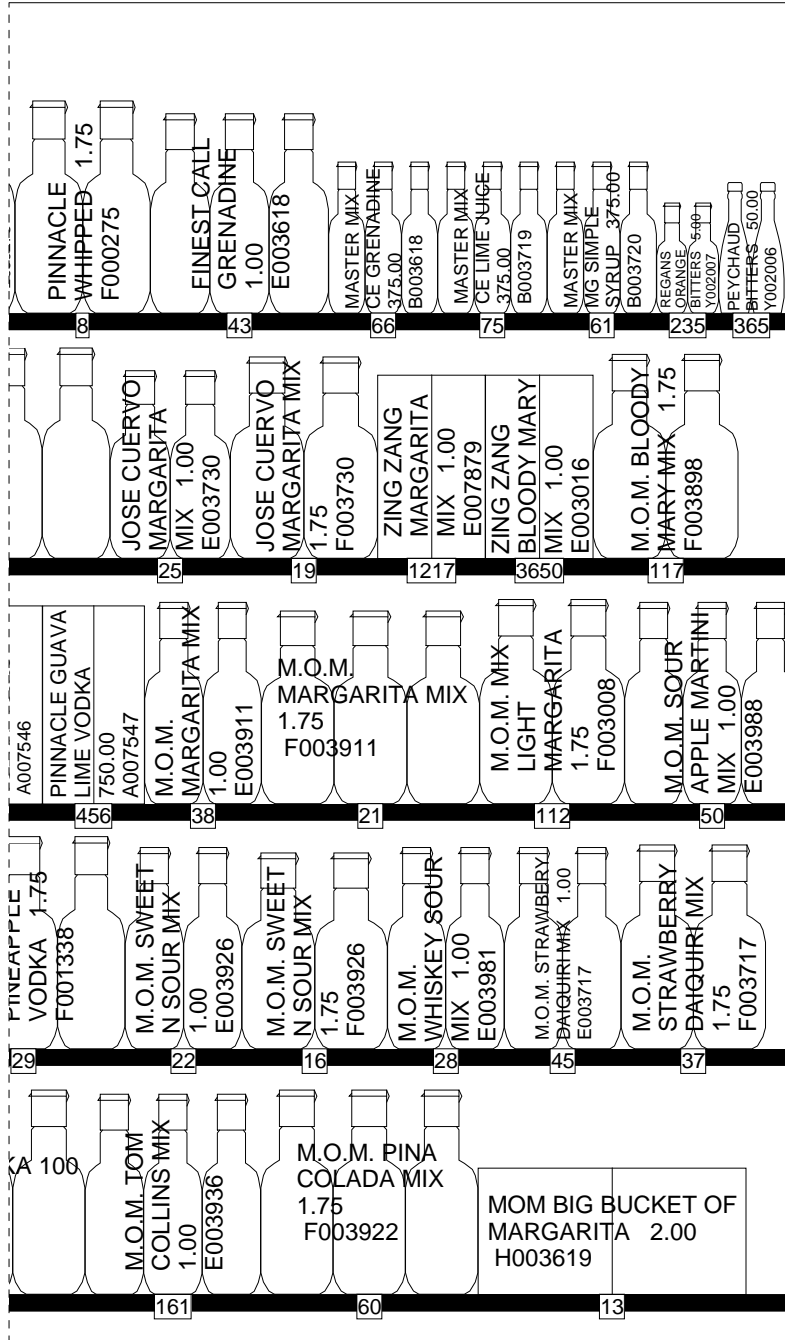 PINNACLE
WHIPPED 1.75
F000275
FINEST CALL
GRENADINE
1.00
E003618
MASTER MIX
CE GRENADINE
375.00
B003618
MASTER MIX
CE LIME JUICE
375.00
B003719
MASTER MIX
MG SIMPLE
SYRUP 375.00
B003720
REGANS
ORANGE
BITTERS 5.00
Y002007
PEYCHAUD
BITTERS 50.00
Y002006
8
43
66
75
61
235
365
JOSE CUERVO
MARGARITA
MIX 1.00
E003730
JOSE CUERVO
MARGARITA MIX
1.75
F003730
ZING ZANG
MARGARITA
MIX 1.00
E007879
ZING ZANG
BLOODY MARY
MIX 1.00
E003016
M.O.M. BLOODY
MARY MIX 1.75
F003898
25
19
1217
3650
117
A007546
PINNACLE GUAVA
LIME VODKA
750.00
A007547
M.O.M.
MARGARITA MIX
1.00
E003911
M.O.M.
MARGARITA MIX
1.75
F003911
M.O.M. MIX
LIGHT
MARGARITA
1.75
F003008
M.O.M. SOUR
APPLE MARTINI
MIX 1.00
E003988
456
38
21
112
50
PINEAPPLE
VODKA 1.75
F001338
M.O.M. SWEET
N SOUR MIX
1.00
E003926
M.O.M. SWEET
N SOUR MIX
1.75
F003926
M.O.M.
WHISKEY SOUR
MIX 1.00
E003981
M.O.M. STRAWBERY
DAIQUIRI MIX 1.00
E003717
M.O.M.
STRAWBERRY
DAIQUIRI MIX
1.75
F003717
29
22
16
28
45
37
KA 100
M.O.M. TOM
COLLINS MIX
1.00
E003936
M.O.M. PINA
COLADA MIX
1.75
F003922
MOM BIG BUCKET OF
MARGARITA 2.00
H003619
161
60
13